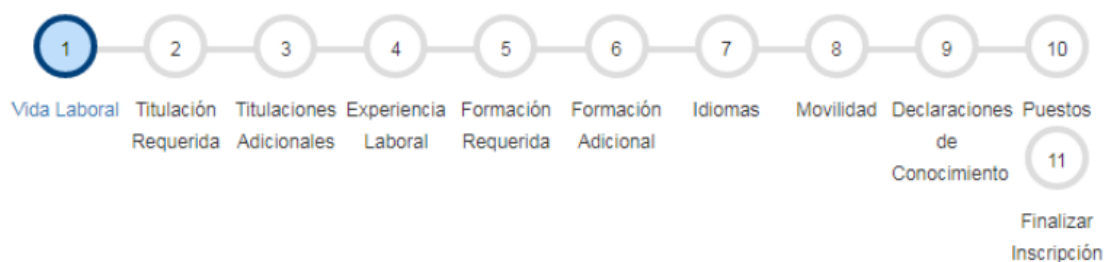 1 2 3 4 5 6 7 8 9 10
Vida Laboral Titulación Titulaciones Experiencia Formación Formación Idiomas Movilidad Declaraciones Puestos
Requerida Adicionales Laboral Requerida Adicional de
11
Conocimiento
Finalizar
Inscripción